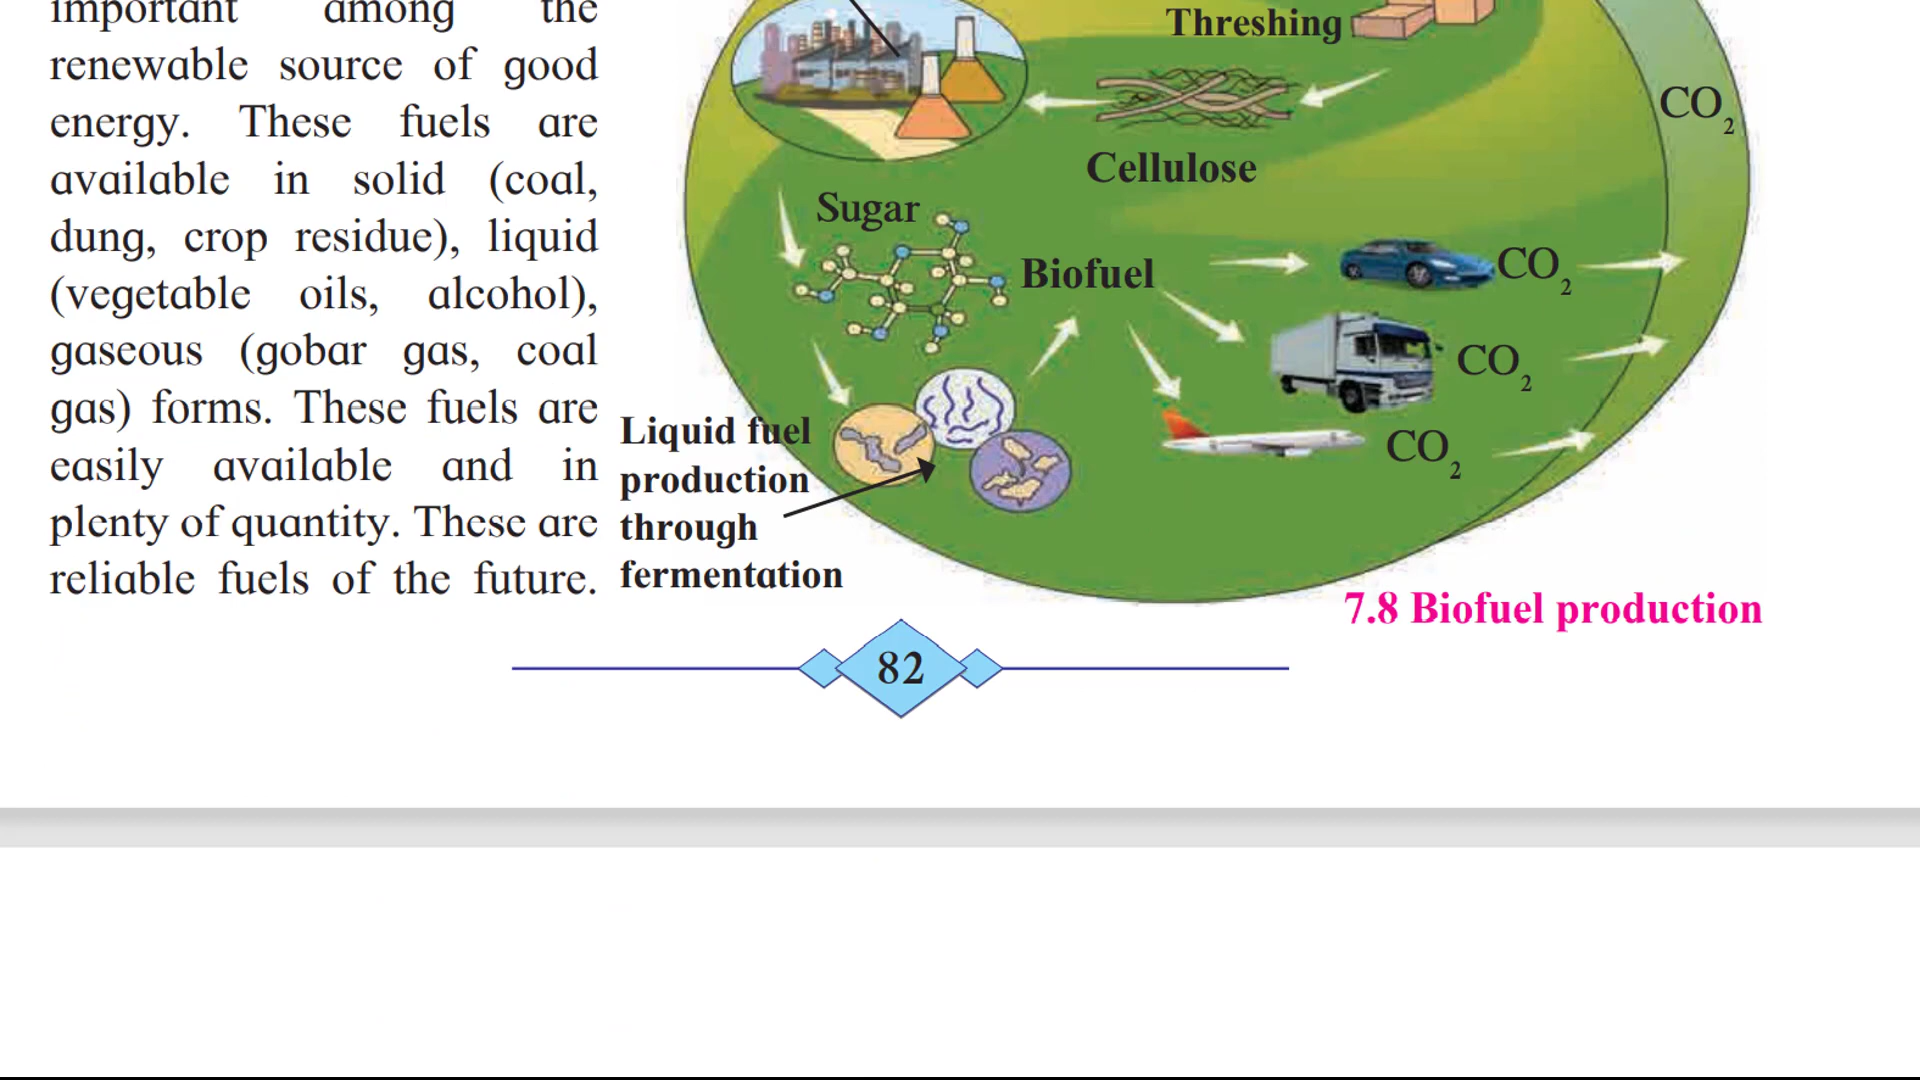 important among the
renewable source of good
energy. These fuels are
available in solid (coal,
dung, crop residue), liquid
(vegetable oils, alcohol),
gaseous (gobar gas, coal
gas) forms. These fuels are
easily available and in
plenty of quantity. These are
reliable fuels of the future.
Threshing
CO2
Cellulose
Sugar
Biofuel
CO2
CO2
CO2
Liquid fuel
production
through
fermentation
7.8 Biofuel production
82